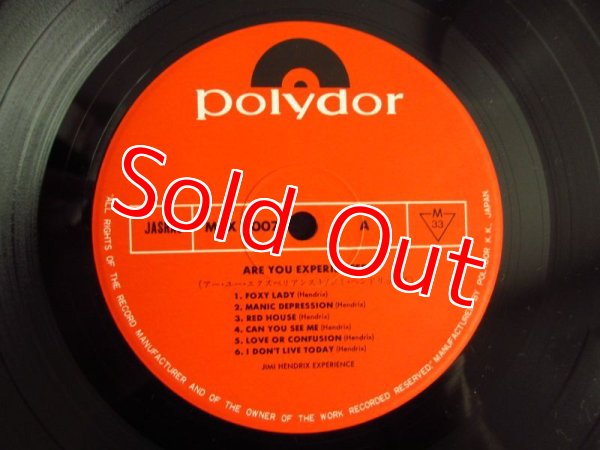 polydor
Sold Out
A
M
33
ARE YOU
1. FOXY LADY (Hendrix)
2. MANIC DEPRESSION (Hendrix)
3. RED HOUSE (Hendrix)
4. CAN YOU SEE ME (Hendrix)
5. LOVE OR CONFUSION (Hendrix)
6. I DON'T LIVE TODAY (Hendrix)
JIMI HENDRIX EXPERIENCE
ALL RIGHTS OF THE RECORD MANUFACTURER AND OF THE OWNER OF THE WORK RECORDED RESERVED. MANUFACTURED BY POLYDOR K.K. JAPAN